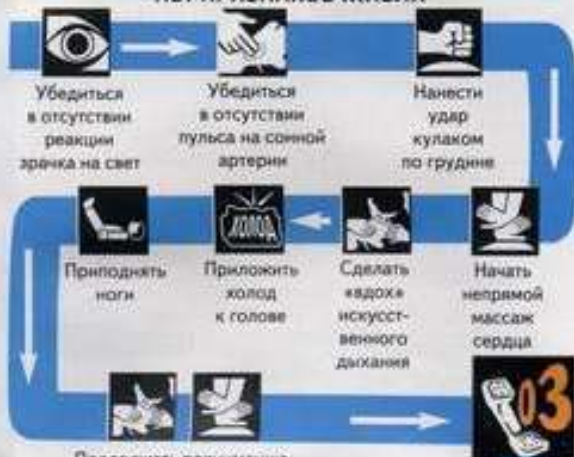 Убедиться
в отсутствии
реакции
зрачка на свет
Убедиться
в отсутствии
пульса на сонной
артерии
Нанести
удар
кулаком
по грудине
Приподнять
ноги
ХОЛОД
Приложить
холод
к голове
Сделать
«вдох»
искусст-
венного
дыхания
Начать
непрямой
массаж
сердца
03